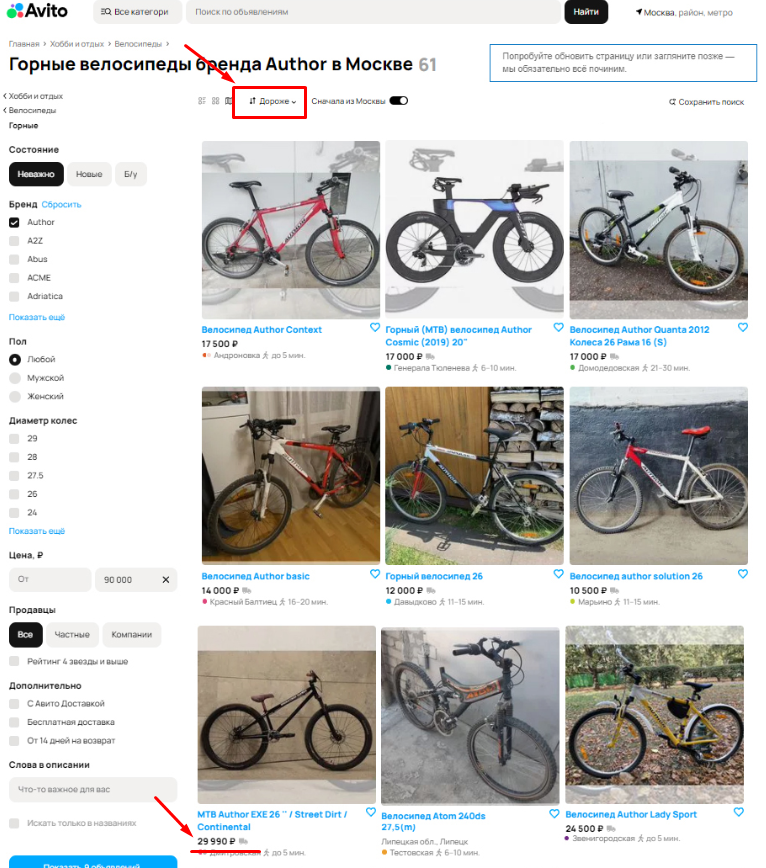 Avito
Все категори
Поиск по объявлениям
Найти
Москва, район, метро
Главная › Хобби и отдых › Велосипеды ›
Горные велосипеды бренда Author в Москве 61
Попробуйте обновить страницу или загляните позже —
мы обязательно всё починим.
Хобби и отдых
Велосипеды
Горные
Дороже
Сначала из Москвы
Сохранить поиск
Состояние
Неважно
Новые
Б/у
Бренд Сбросить
Author
A2Z
Abus
ACME
Adriatica
Показать ещё
Пол
Любой
Мужской
Женский
Диаметр колес
29
28
27.5
26
24
Показать ещё
Цена, ₽
От
90 000
Продавцы
Все
Частные
Компании
Рейтинг 4 звезды и выше
Дополнительно
С Авито Доставкой
Бесплатная доставка
От 14 дней на возврат
Слова в описании
Что-то важное для вас
Искать только в названиях
Показать 9 объявлений
Велосипед Author Context
17 500 ₽
Андроновка до 5 мин.
Горный (MTB) велосипед Author
Cosmic (2019) 20"
17 000 ₽
Генерала Тюленева 6–10 мин.
Велосипед Author Quanta 2012
Колеса 26 Рама 16 (S)
17 000 ₽
Домодедовская 21–30 мин.
Велосипед Author basic
14 000 ₽
Красный Балтиец 16–20 мин.
Горный велосипед 26
12 000 ₽
Давыдково 11–15 мин.
Велосипед author solution 26
10 500 ₽
Марьино 11–15 мин.
MTB Author EXE 26 '' / Street Dirt /
Continental
29 990 ₽
Дмитровская до 5 мин.
Велосипед Atom 240ds
27,5(m)
Липецкая обл., Липецк
Тестовская 6–10 мин.
Велосипед Author Lady Sport
24 500 ₽
Звенигородская до 5 мин.